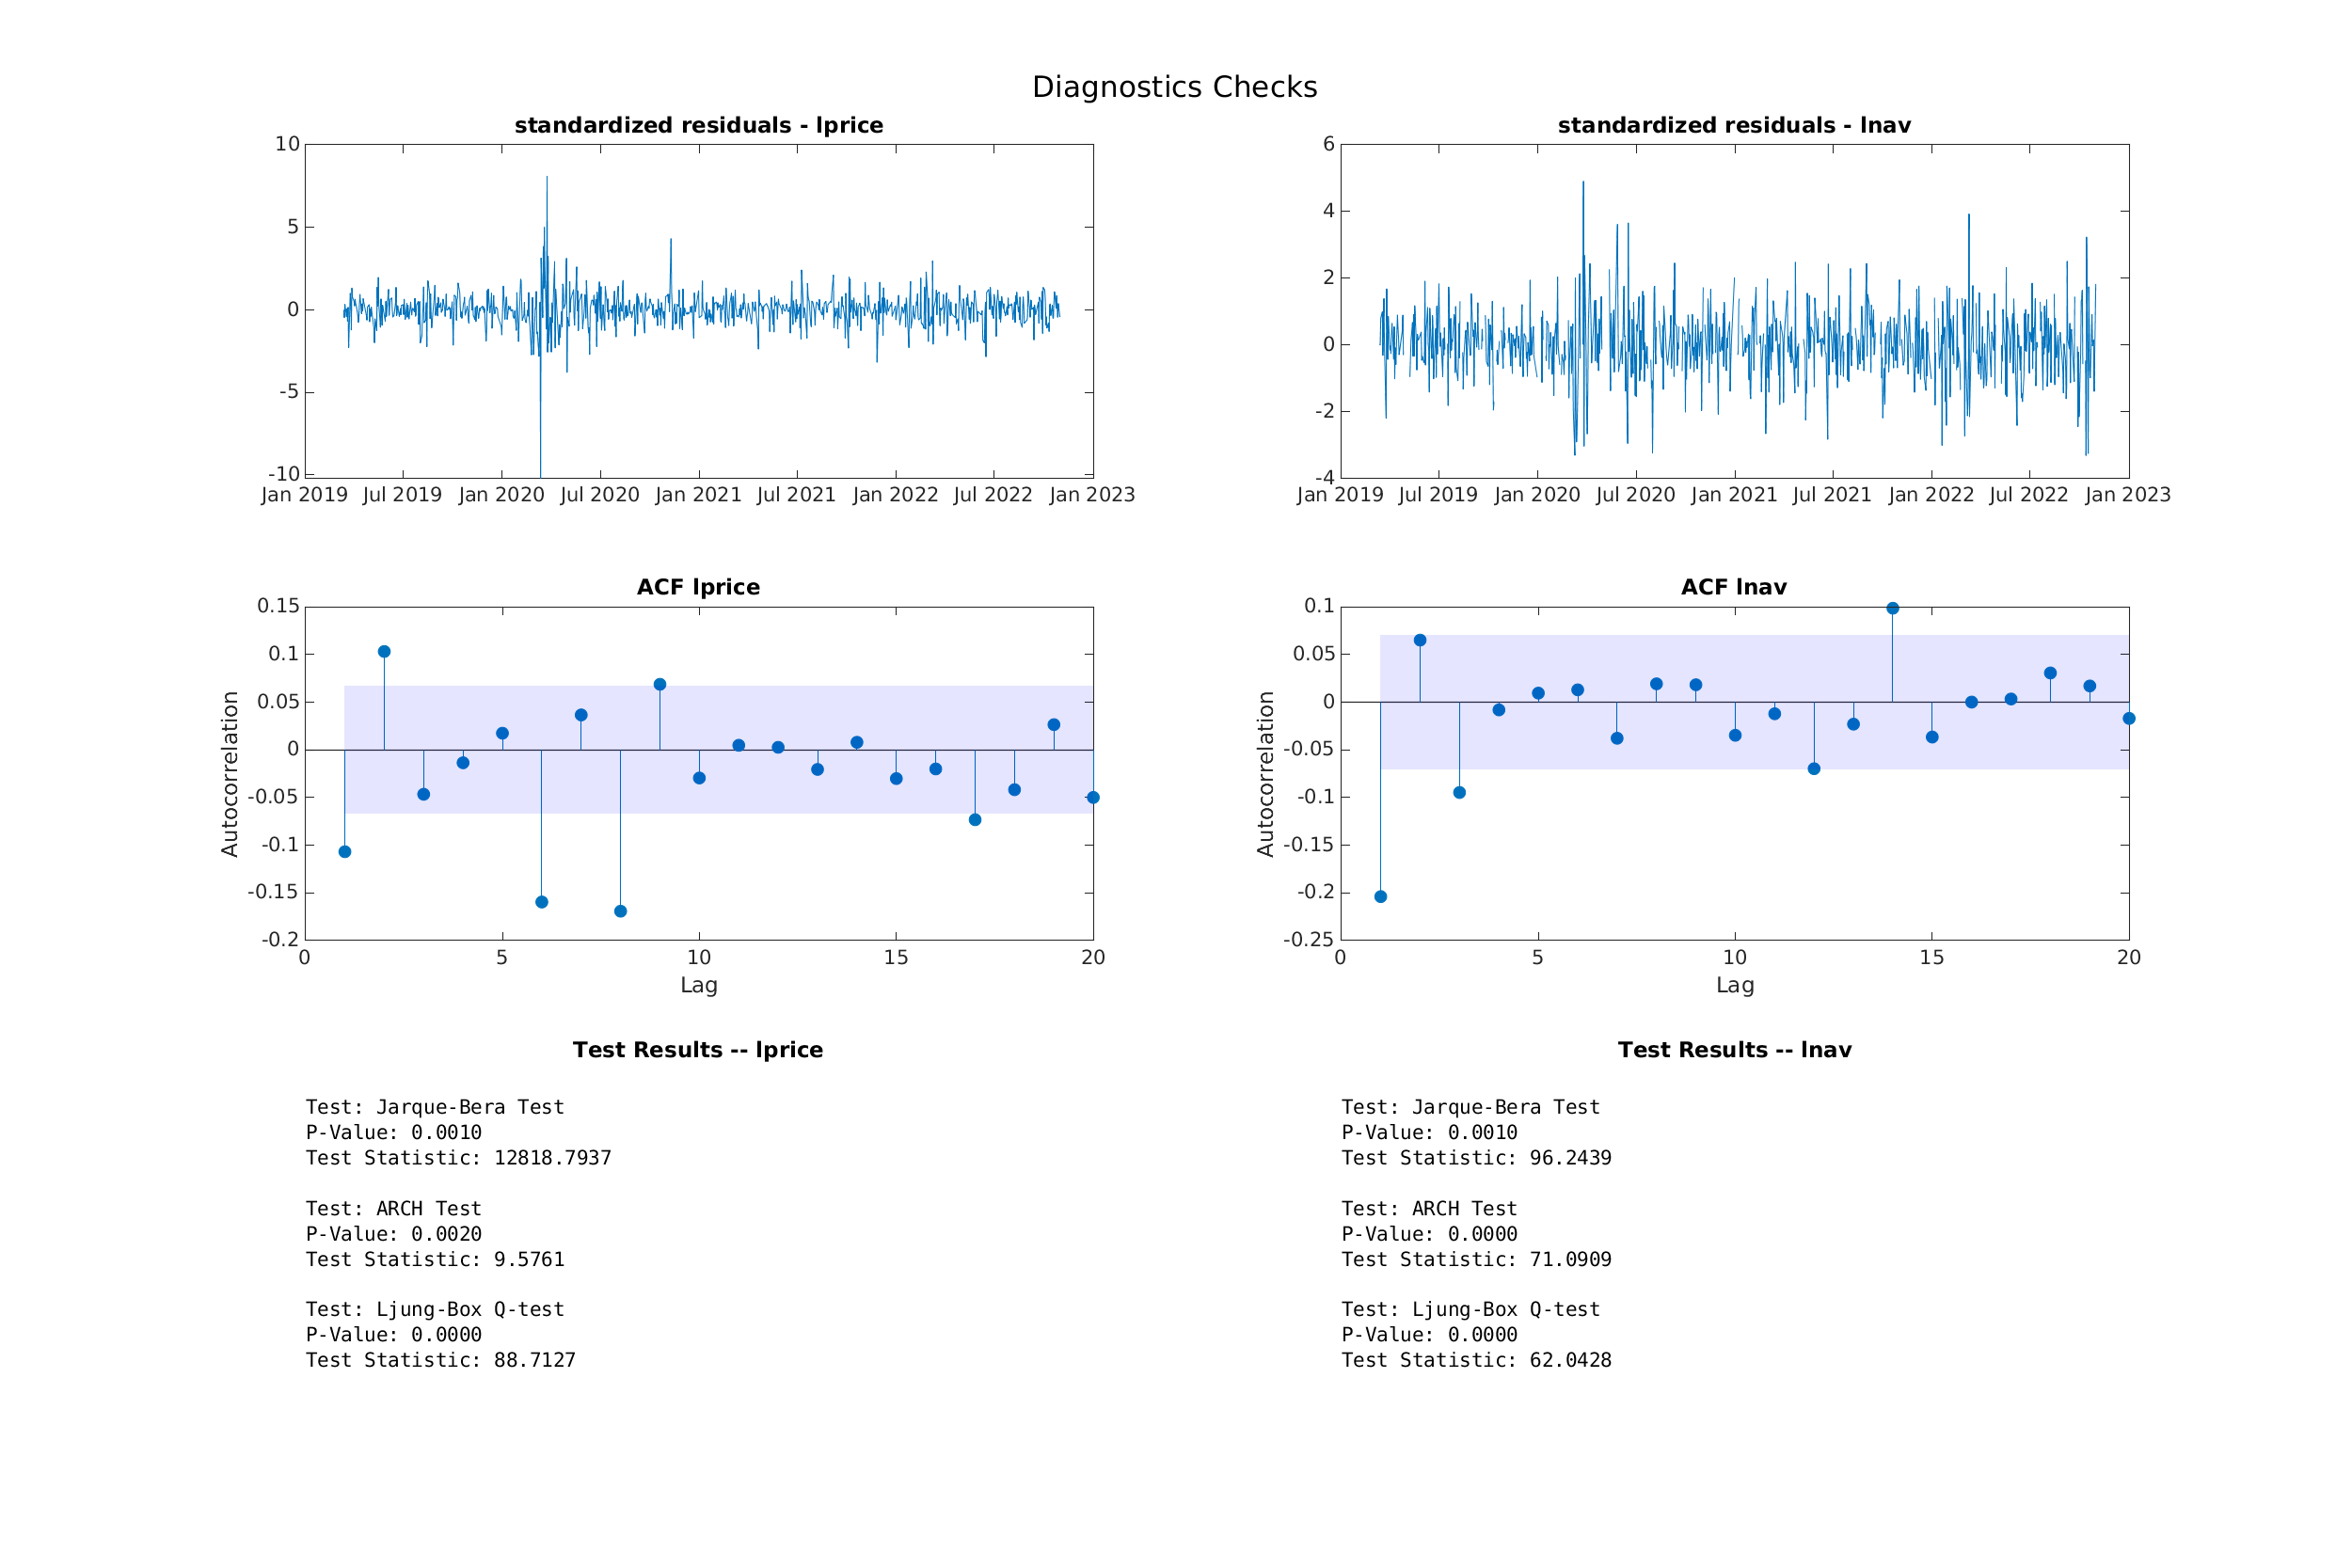 Diagnostics Checks
standardized residuals - lprice
10
5
0
-5
-10
Jan 2019 Jul 2019 Jan 2020 Jul 2020 Jan 2021 Jul 2021 Jan 2022 Jul 2022 Jan 2023
standardized residuals - lnav
6
4
2
0
-2
-4
Jan 2019 Jul 2019 Jan 2020 Jul 2020 Jan 2021 Jul 2021 Jan 2022 Jul 2022 Jan 2023
ACF lprice
Autocorrelation
0.15
0.1
0.05
0
-0.05
-0.1
-0.15
-0.2
0 5 10 15 20
Lag
ACF lnav
Autocorrelation
0.1
0.05
0
-0.05
-0.1
-0.15
-0.2
-0.25
0 5 10 15 20
Lag
Test Results -- lprice
Test: Jarque-Bera Test
P-Value: 0.0010
Test Statistic: 12818.7937
Test: ARCH Test
P-Value: 0.0020
Test Statistic: 9.5761
Test: Ljung-Box Q-test
P-Value: 0.0000
Test Statistic: 88.7127
Test Results -- lnav
Test: Jarque-Bera Test
P-Value: 0.0010
Test Statistic: 96.2439
Test: ARCH Test
P-Value: 0.0000
Test Statistic: 71.0909
Test: Ljung-Box Q-test
P-Value: 0.0000
Test Statistic: 62.0428